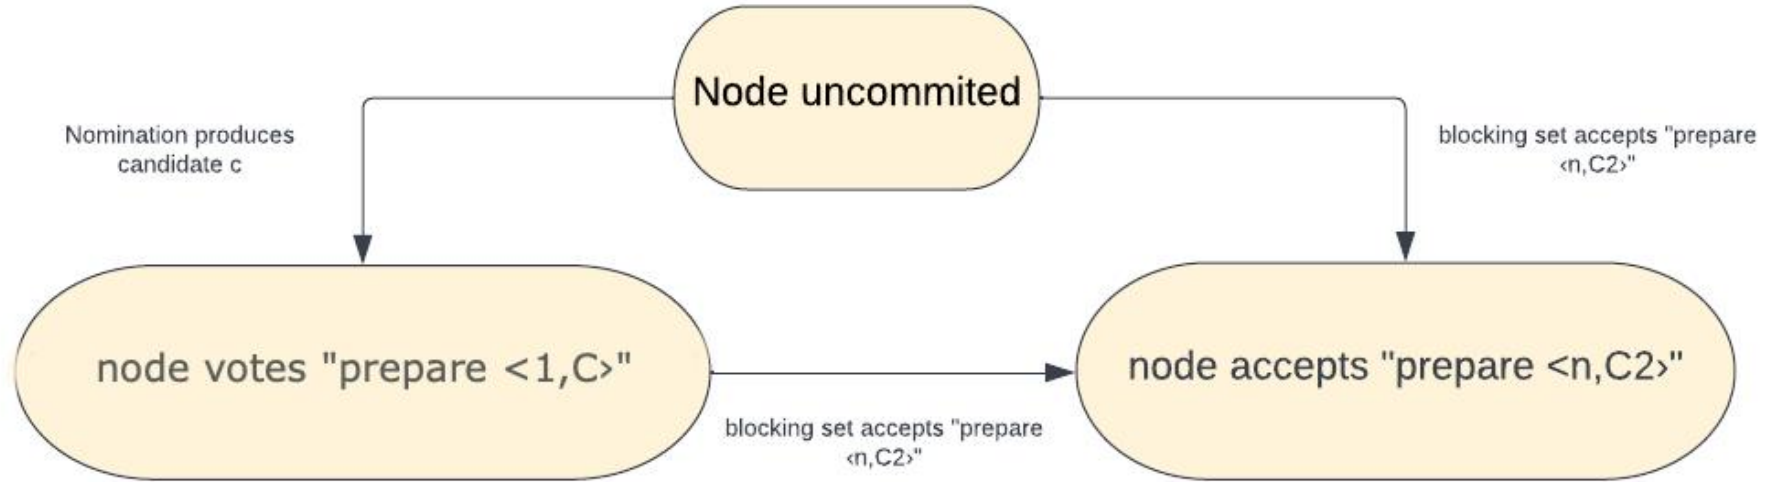 Node uncommited
Nomination produces
candidate c
blocking set accepts "prepare
‹n,C2›"
node votes "prepare <1,C›"
node accepts "prepare <n,C2›"
blocking set accepts "prepare
‹n,C2›"